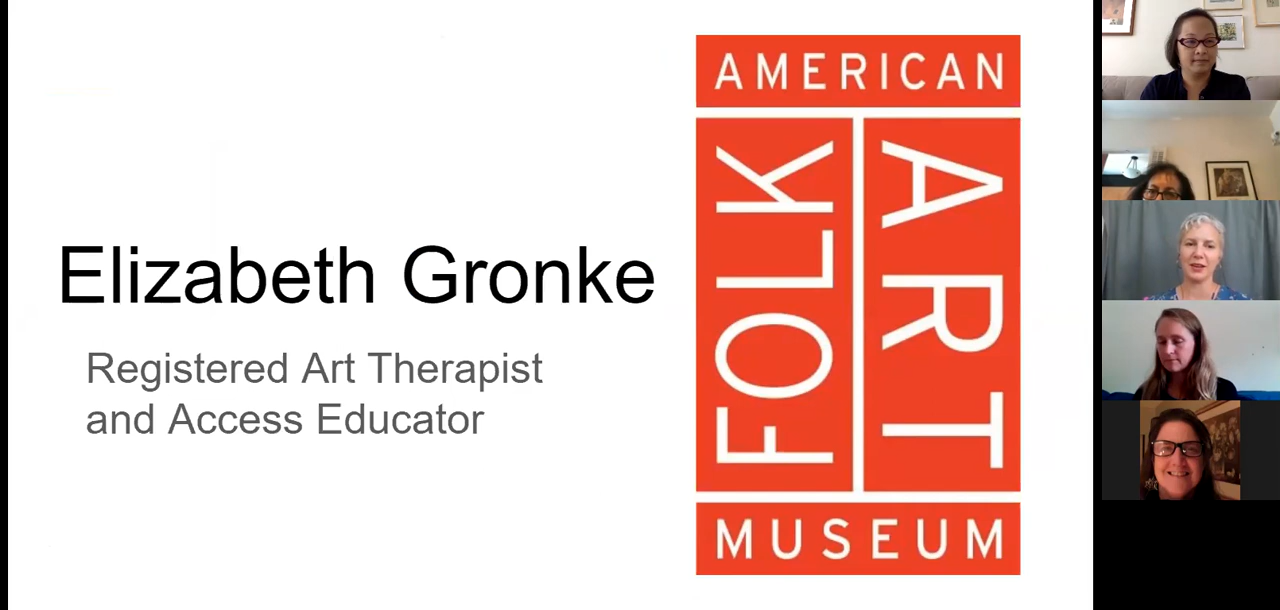 Elizabeth Gronke
Registered Art Therapist
and Access Educator
AMERICAN
FOLK
ART
MUSEUM